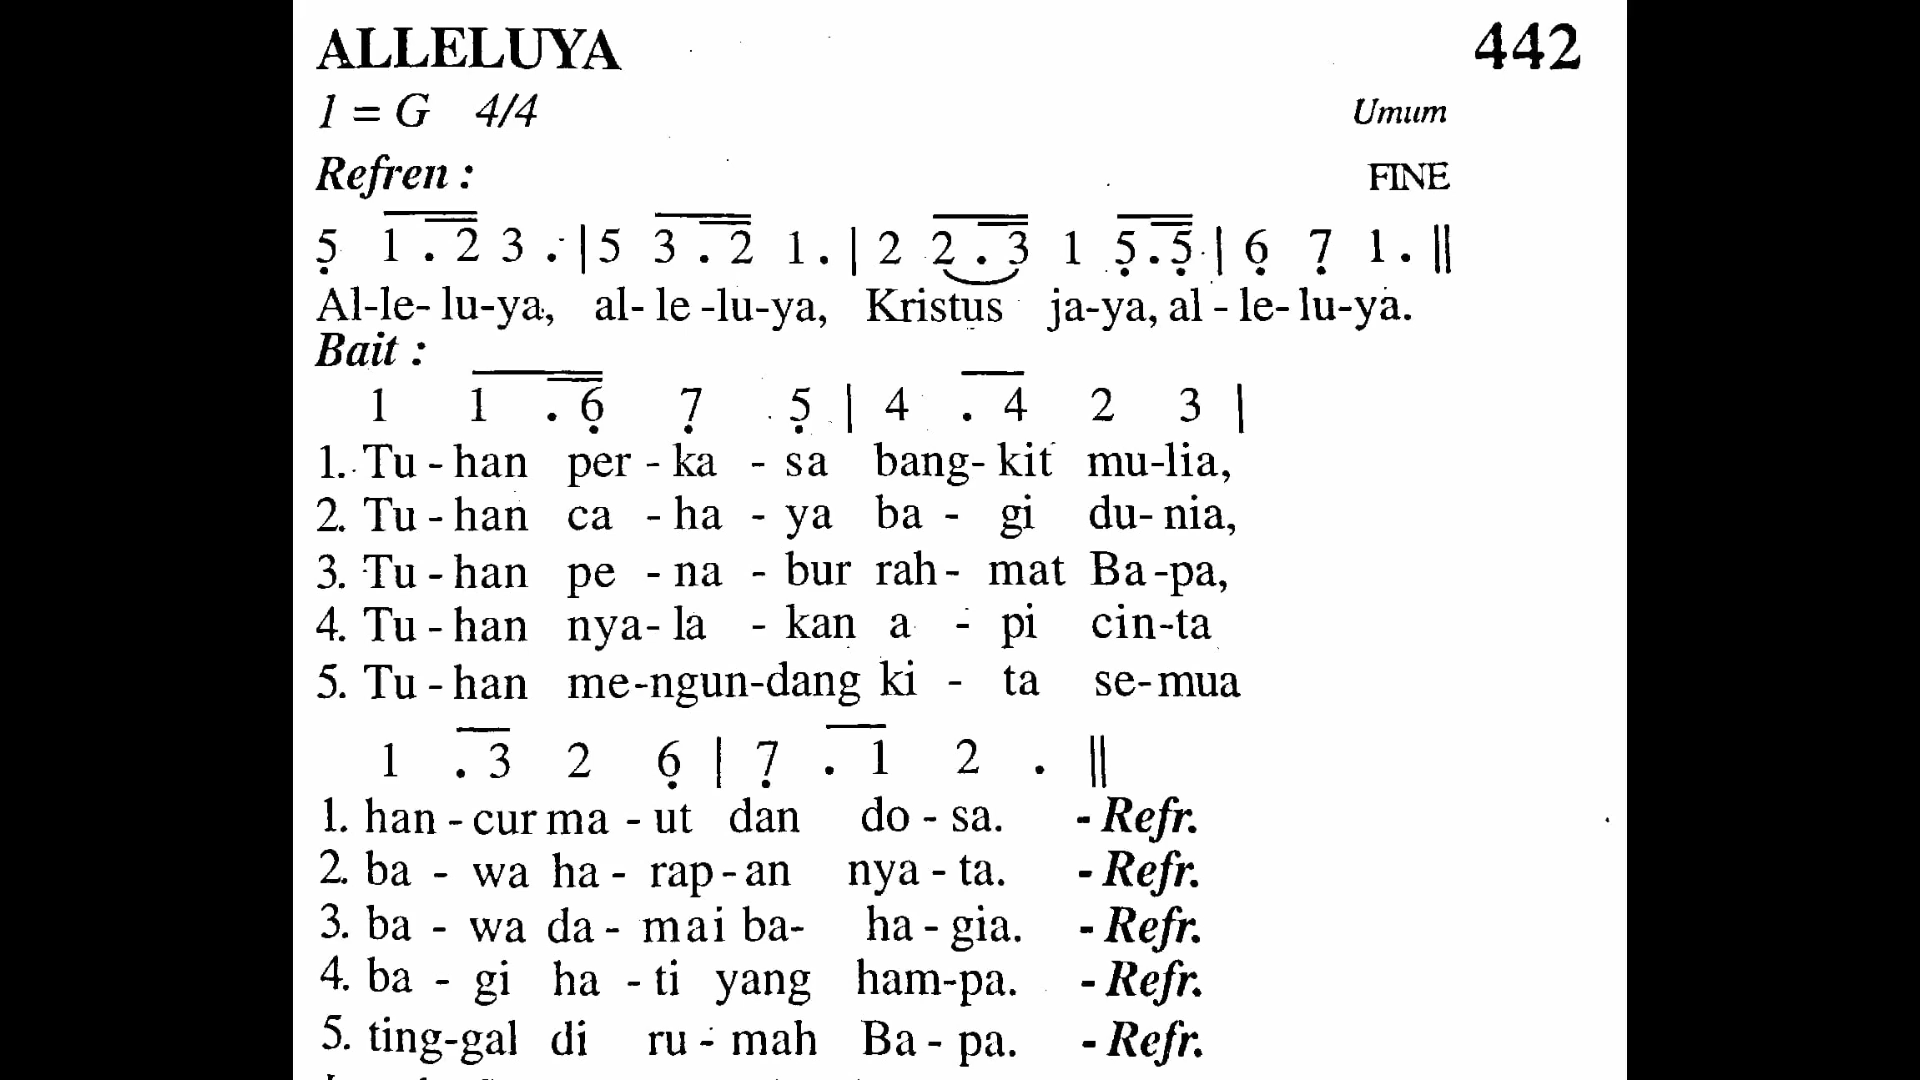 ALLELUYA 442
1 = G 4/4 Umum
Refren : FINE
5̣ 1 . 2 3 . | 5 3 . 2 1 . | 2 2 . 3 1 5̣ . 5̣ | 6̣ 7̣ 1 . ||
Al-le- lu-ya, al- le -lu-ya, Kristus ja-ya, al - le- lu-ya.
Bait :
1 1 . 6̣ 7̣ 5̣ | 4 . 4 2 3 |
1. Tu - han per - ka - sa bang- kit mu-lia,
2. Tu - han ca - ha - ya ba - gi du- nia,
3. Tu - han pe - na - bur rah - mat Ba -pa,
4. Tu - han nya- la - kan a - pi cin-ta
5. Tu - han me-ngun-dang ki - ta se-mua
1 . 3 2 6̣ | 7̣ . 1 2 . ||
1. han - cur ma - ut dan do - sa. - Refr.
2. ba - wa ha - rap - an nya - ta. - Refr.
3. ba - wa da - mai ba- ha - gia. - Refr.
4. ba - gi ha - ti yang ham-pa. - Refr.
5. ting-gal di ru - mah Ba - pa. - Refr.